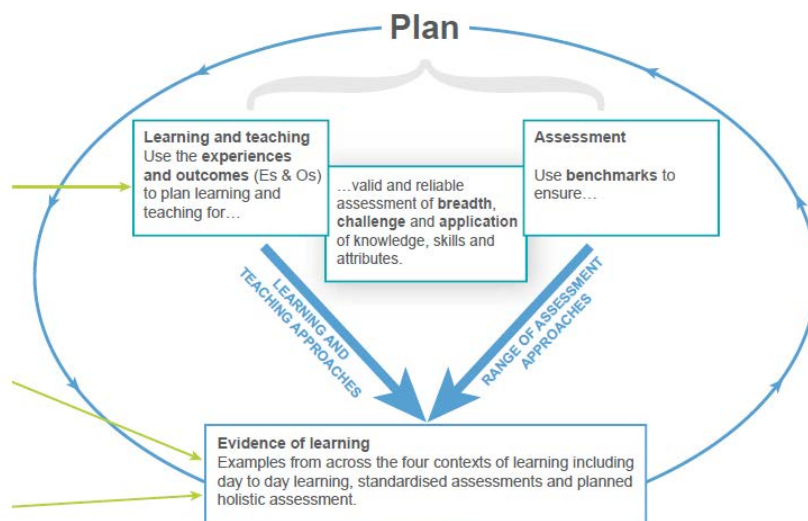 Plan
Learning and teaching
Use the experiences
and outcomes (Es & Os)
to plan learning and
teaching for…
…valid and reliable
assessment of breadth,
challenge and application
of knowledge, skills and
attributes.
Assessment
Use benchmarks to
ensure…
LEARNING AND
TEACHING APPROACHES
RANGE OF ASSESSMENT
APPROACHES
Evidence of learning
Examples from across the four contexts of learning including
day to day learning, standardised assessments and planned
holistic assessment.